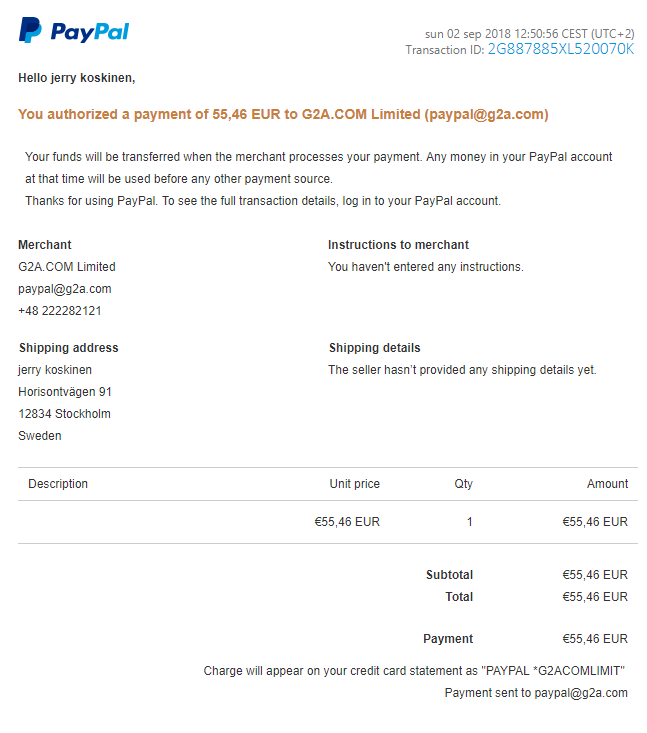 PayPal
sun 02 sep 2018 12:50:56 CEST (UTC+2)
Transaction ID: 2G887885XL520070K
Hello jerry koskinen,
You authorized a payment of 55,46 EUR to G2A.COM Limited (paypal@g2a.com)
Your funds will be transferred when the merchant processes your payment. Any money in your PayPal account
at that time will be used before any other payment source.
Thanks for using PayPal. To see the full transaction details, log in to your PayPal account.
Merchant
G2A.COM Limited
paypal@g2a.com
+48 222282121
Instructions to merchant
You haven't entered any instructions.
Shipping address
jerry koskinen
Horisontvägen 91
12834 Stockholm
Sweden
Shipping details
The seller hasn't provided any shipping details yet.
Description Unit price Qty Amount
€55,46 EUR 1 €55,46 EUR
Subtotal €55,46 EUR
Total €55,46 EUR
Payment €55,46 EUR
Charge will appear on your credit card statement as "PAYPAL *G2ACOMLIMIT"
Payment sent to paypal@g2a.com